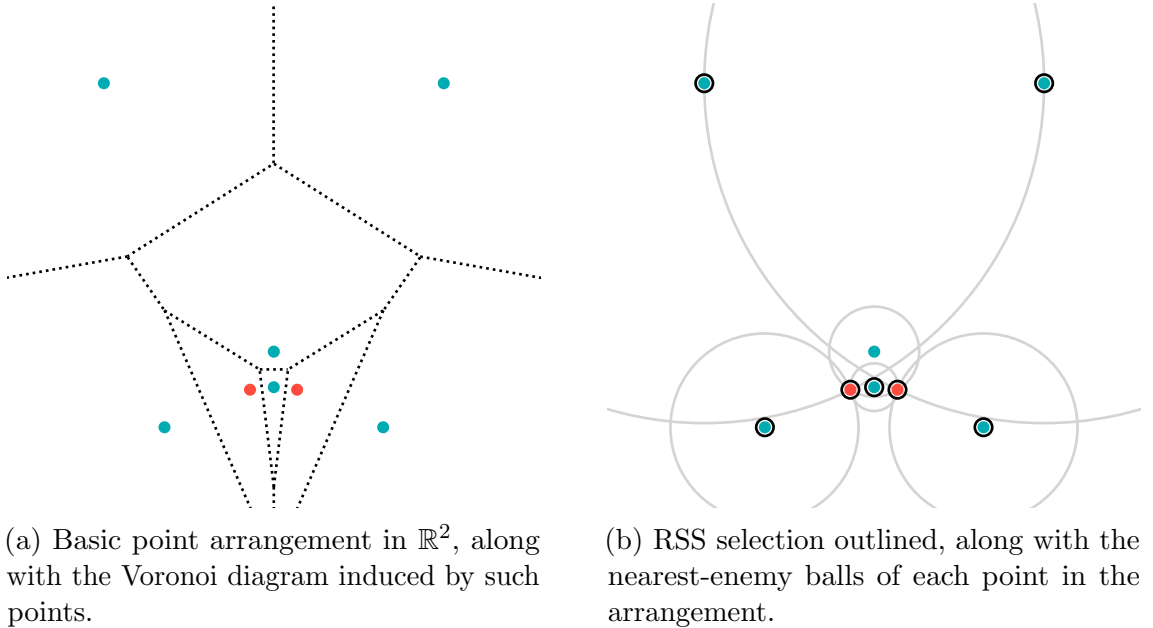 (a) Basic point arrangement in ℝ², along
with the Voronoi diagram induced by such
points.
(b) RSS selection outlined, along with the
nearest-enemy balls of each point in the
arrangement.